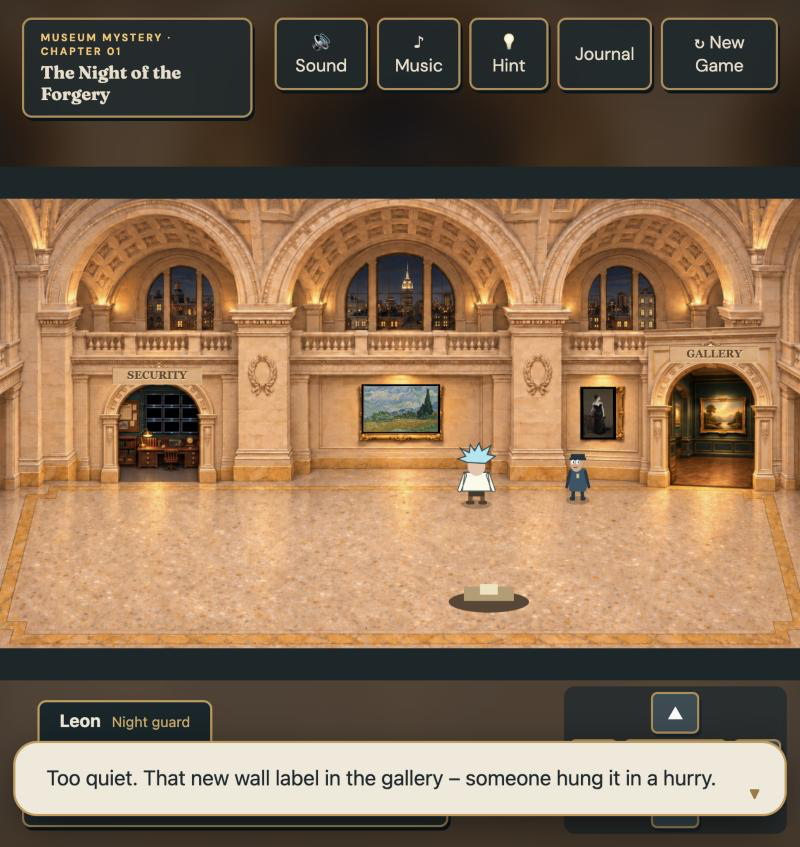 MUSEUM MYSTERY ·
CHAPTER 01
The Night of the
Forgery
Sound
Music
Hint
Journal
↻ New
Game
SECURITY
GALLERY
Leon Night guard
Too quiet. That new wall label in the gallery – someone hung it in a hurry.